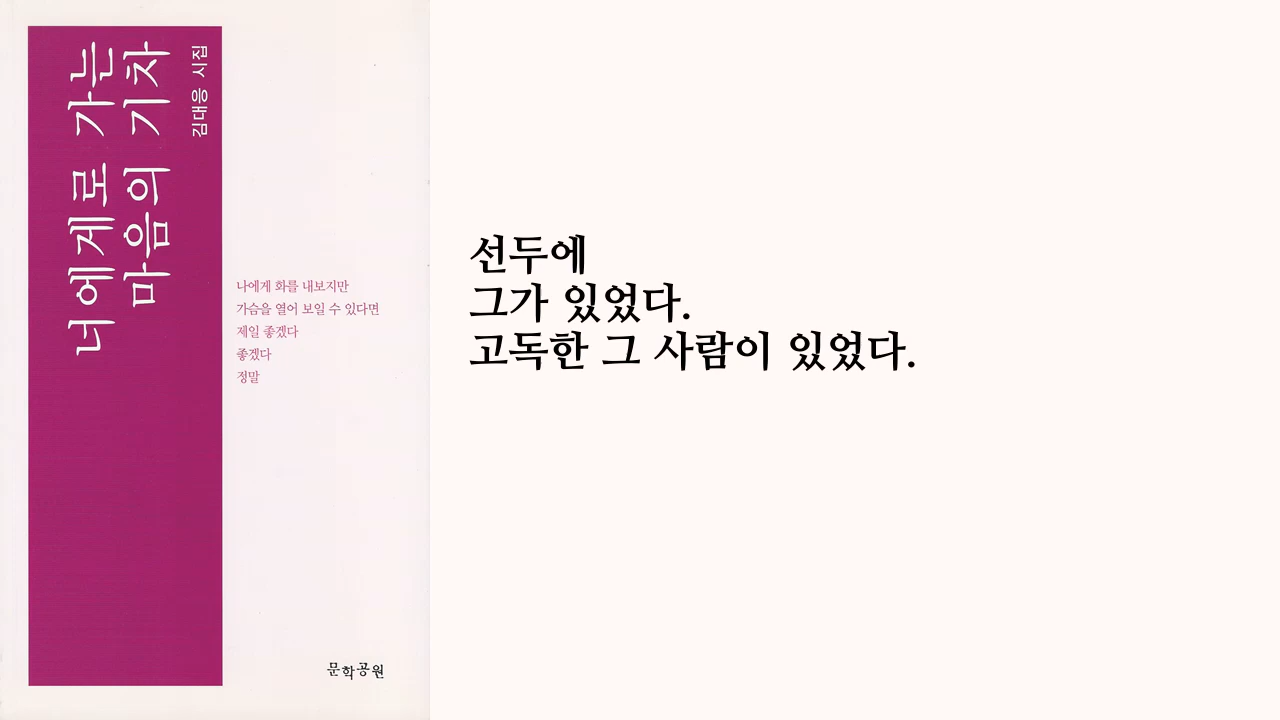 너에게로 가는
마음의 기차
김대응 시집
나에게 화를 내보지만
가슴을 열어 보일 수 있다면
제일 좋겠다
좋겠다
정말
문학공원
선두에
그가 있었다.
고독한 그 사람이 있었다.